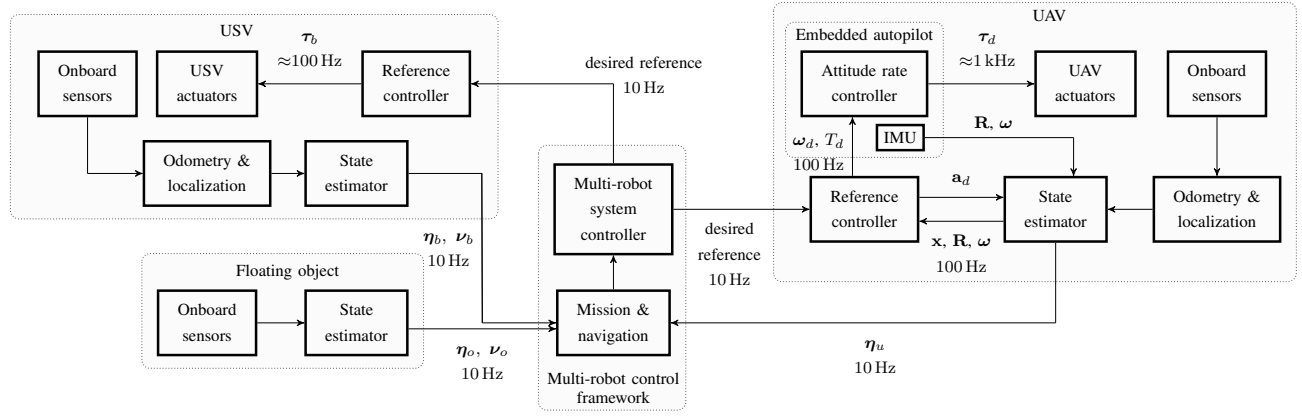 USV
Onboard
sensors
USV
actuators
τ_b
≈100 Hz
Reference
controller
Odometry &
localization
State
estimator
desired reference
10 Hz
η_b, ν_b
10 Hz
Floating object
Onboard
sensors
State
estimator
η_o, ν_o
10 Hz
Multi-robot
system
controller
Mission &
navigation
Multi-robot control
framework
desired
reference
10 Hz
UAV
Embedded autopilot
Attitude rate
controller
IMU
τ_d
≈1 kHz
UAV
actuators
Onboard
sensors
R, ω
ω_d, T_d
100 Hz
Reference
controller
a_d
State
estimator
Odometry &
localization
x, R, ω
100 Hz
η_u
10 Hz